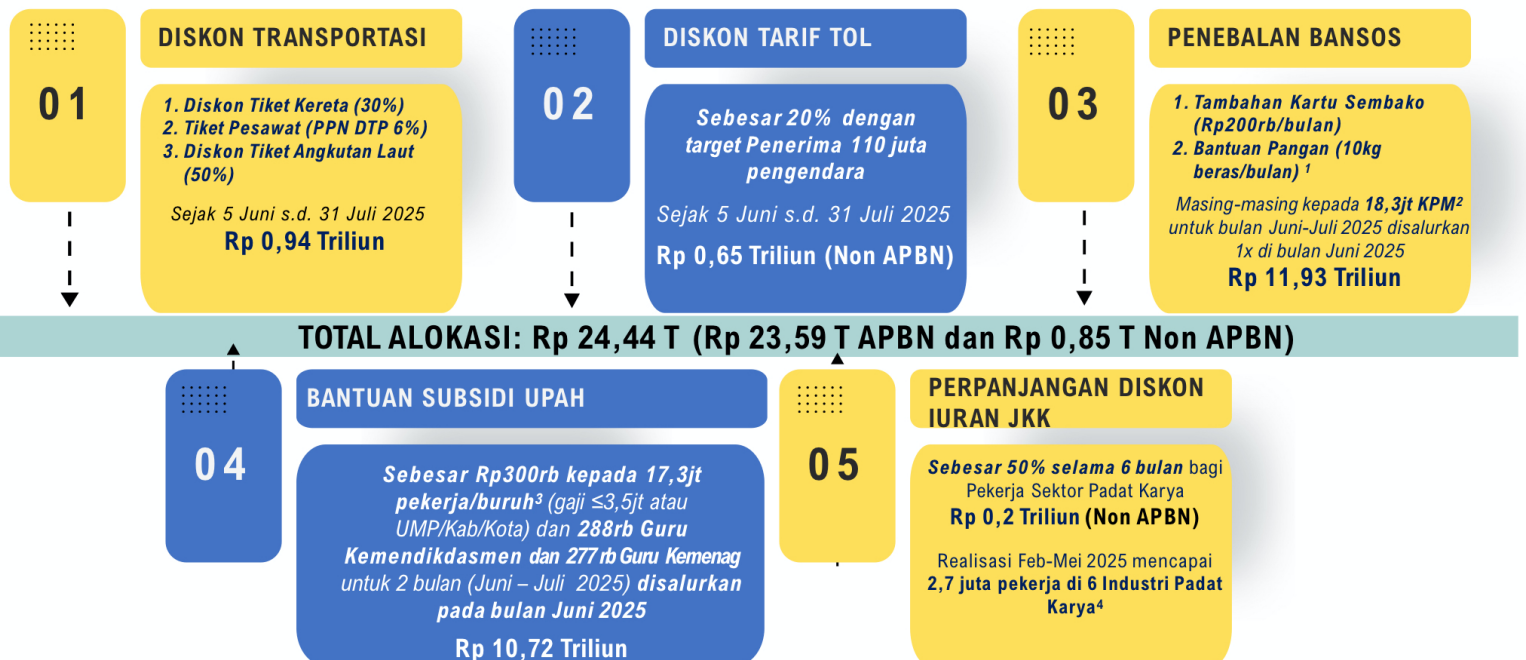 01
DISKON TRANSPORTASI
1. Diskon Tiket Kereta (30%)
2. Tiket Pesawat (PPN DTP 6%)
3. Diskon Tiket Angkutan Laut
(50%)
Sejak 5 Juni s.d. 31 Juli 2025
Rp 0,94 Triliun
02
DISKON TARIF TOL
Sebesar 20% dengan
target Penerima 110 juta
pengendara
Sejak 5 Juni s.d. 31 Juli 2025
Rp 0,65 Triliun (Non APBN)
03
PENEBALAN BANSOS
1. Tambahan Kartu Sembako
(Rp200rb/bulan)
2. Bantuan Pangan (10kg
beras/bulan) ¹
Masing-masing kepada 18,3jt KPM²
untuk bulan Juni-Juli 2025 disalurkan
1x di bulan Juni 2025
Rp 11,93 Triliun
TOTAL ALOKASI: Rp 24,44 T (Rp 23,59 T APBN dan Rp 0,85 T Non APBN)
04
BANTUAN SUBSIDI UPAH
Sebesar Rp300rb kepada 17,3jt
pekerja/buruh³ (gaji ≤3,5jt atau
UMP/Kab/Kota) dan 288rb Guru
Kemendikdasmen dan 277rb Guru Kemenag
untuk 2 bulan (Juni – Juli 2025) disalurkan
pada bulan Juni 2025
Rp 10,72 Triliun
05
PERPANJANGAN DISKON
IURAN JKK
Sebesar 50% selama 6 bulan bagi
Pekerja Sektor Padat Karya
Rp 0,2 Triliun (Non APBN)
Realisasi Feb-Mei 2025 mencapai
2,7 juta pekerja di 6 Industri Padat
Karya⁴